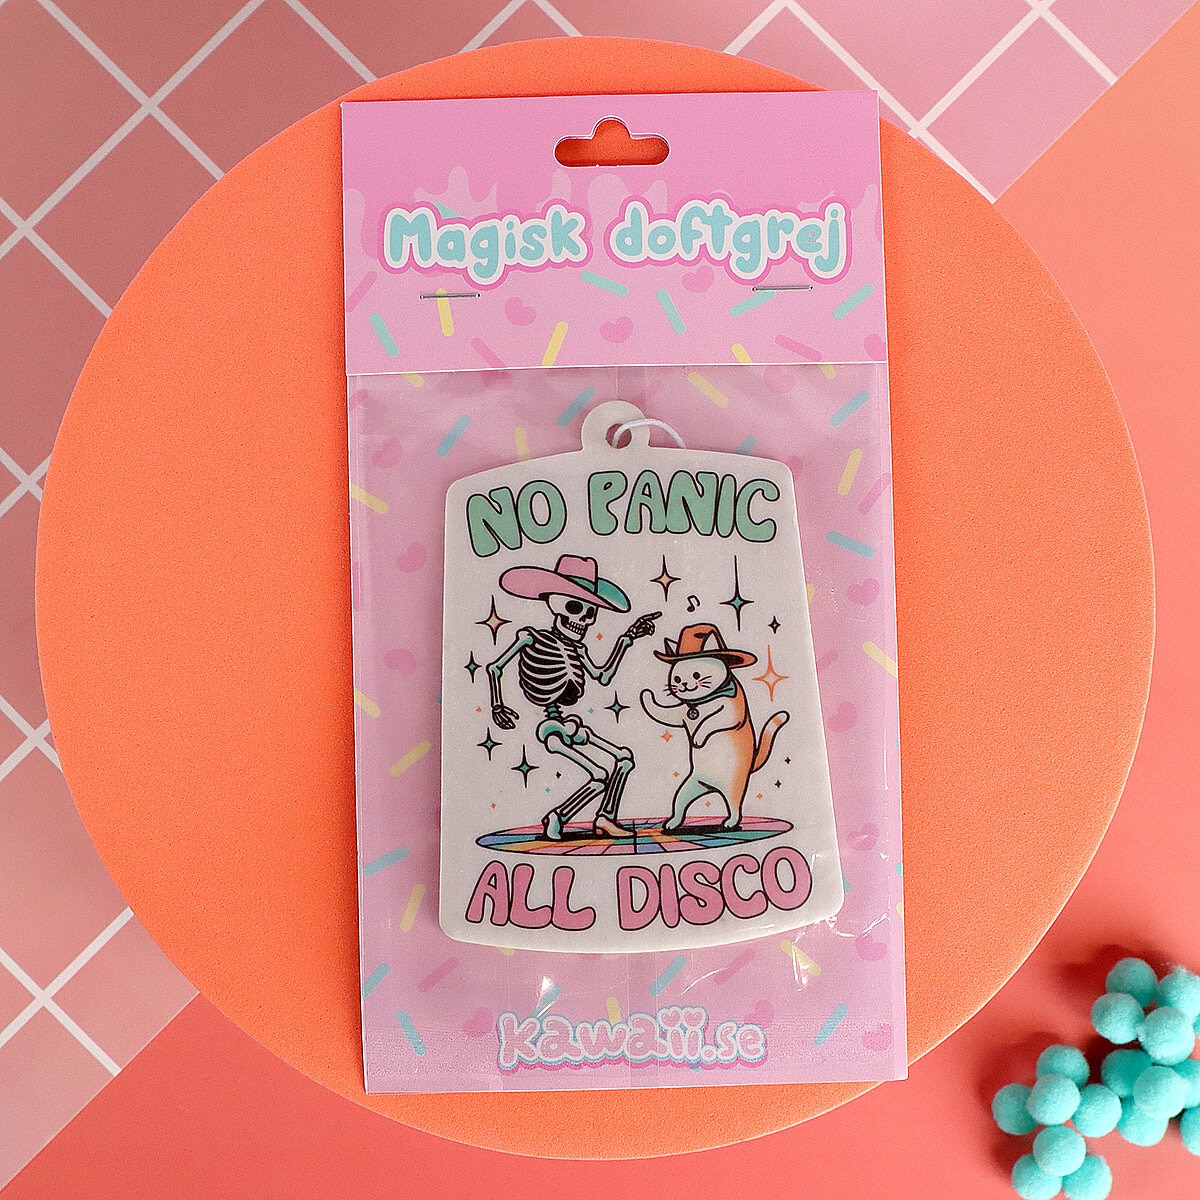 Magisk doftgrej
NO PANIC
ALL DISCO
kawaii.se